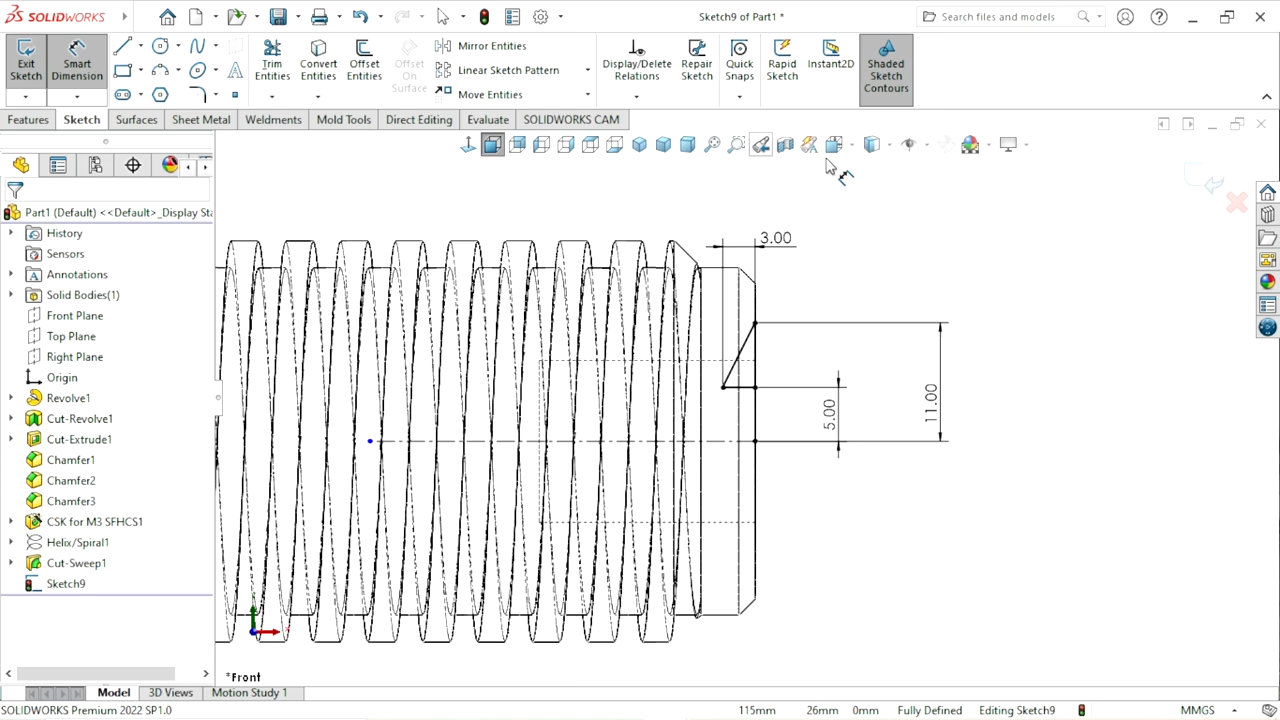 SOLIDWORKS
Sketch9 of Part1 *
Search files and models
Exit Sketch
Smart Dimension
Trim Entities
Convert Entities
Offset Entities
Offset On Surface
Mirror Entities
Linear Sketch Pattern
Move Entities
Display/Delete Relations
Repair Sketch
Quick Snaps
Rapid Sketch
Instant2D
Shaded Sketch Contours
Features
Sketch
Surfaces
Sheet Metal
Weldments
Mold Tools
Direct Editing
Evaluate
SOLIDWORKS CAM
Part1 (Default) <<Default>_Display Sta
History
Sensors
Annotations
Solid Bodies(1)
Front Plane
Top Plane
Right Plane
Origin
Revolve1
Cut-Revolve1
Cut-Extrude1
Chamfer1
Chamfer2
Chamfer3
CSK for M3 SFHCS1
Helix/Spiral1
Cut-Sweep1
Sketch9
3.00
5.00
11.00
*Front
Model
3D Views
Motion Study 1
SOLIDWORKS Premium 2022 SP1.0
115mm
26mm
0mm
Fully Defined
Editing Sketch9
MMGS